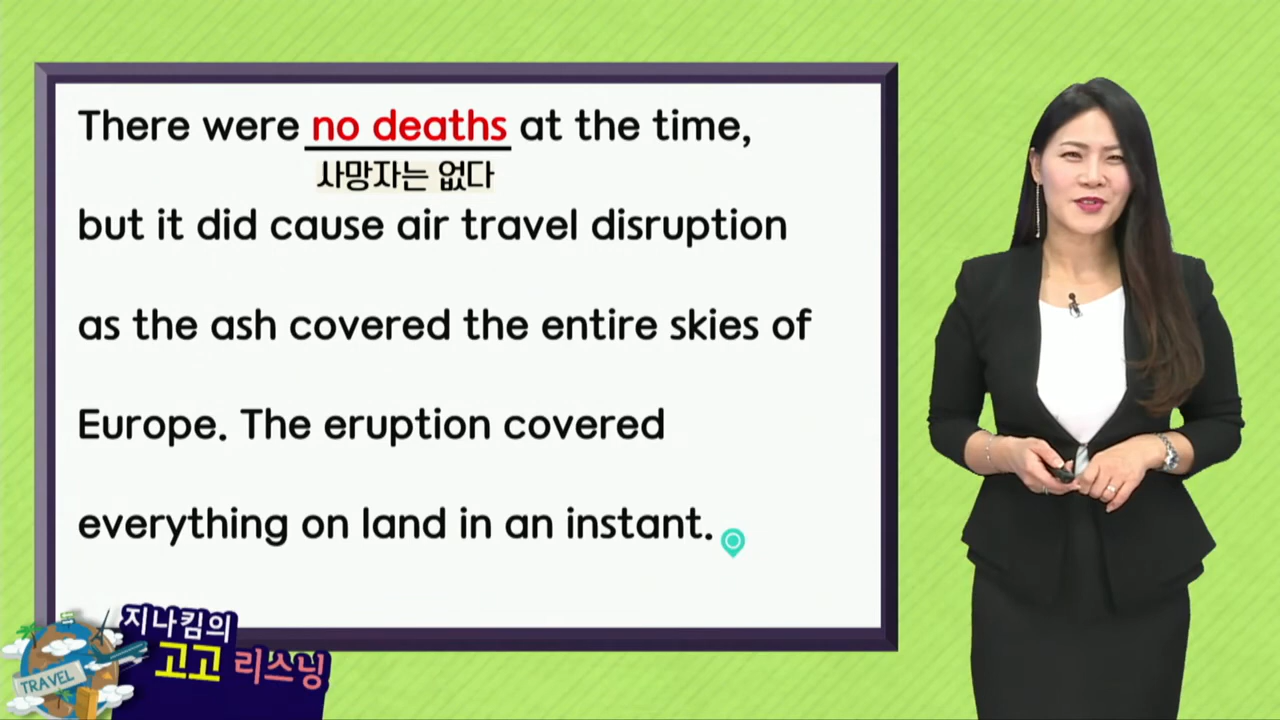 There were no deaths at the time,
사망자는 없다
but it did cause air travel disruption
as the ash covered the entire skies of
Europe. The eruption covered
everything on land in an instant.
지나킴의
고고 리스닝
TRAVEL